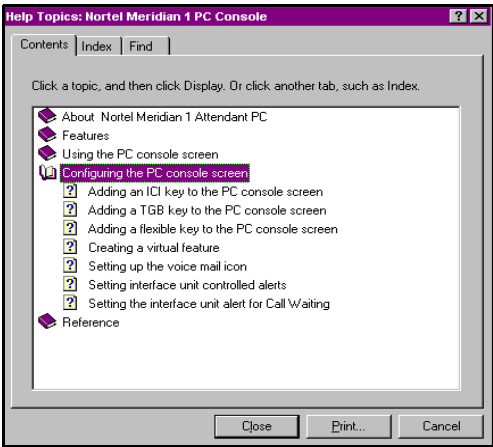 Help Topics: Nortel Meridian 1 PC Console
Contents Index Find
Click a topic, and then click Display. Or click another tab, such as Index.
About Nortel Meridian 1 Attendant PC
Features
Using the PC console screen
Configuring the PC console screen
Adding an ICI key to the PC console screen
Adding a TGB key to the PC console screen
Adding a flexible key to the PC console screen
Creating a virtual feature
Setting up the voice mail icon
Setting interface unit controlled alerts
Setting the interface unit alert for Call Waiting
Reference
Close Print... Cancel